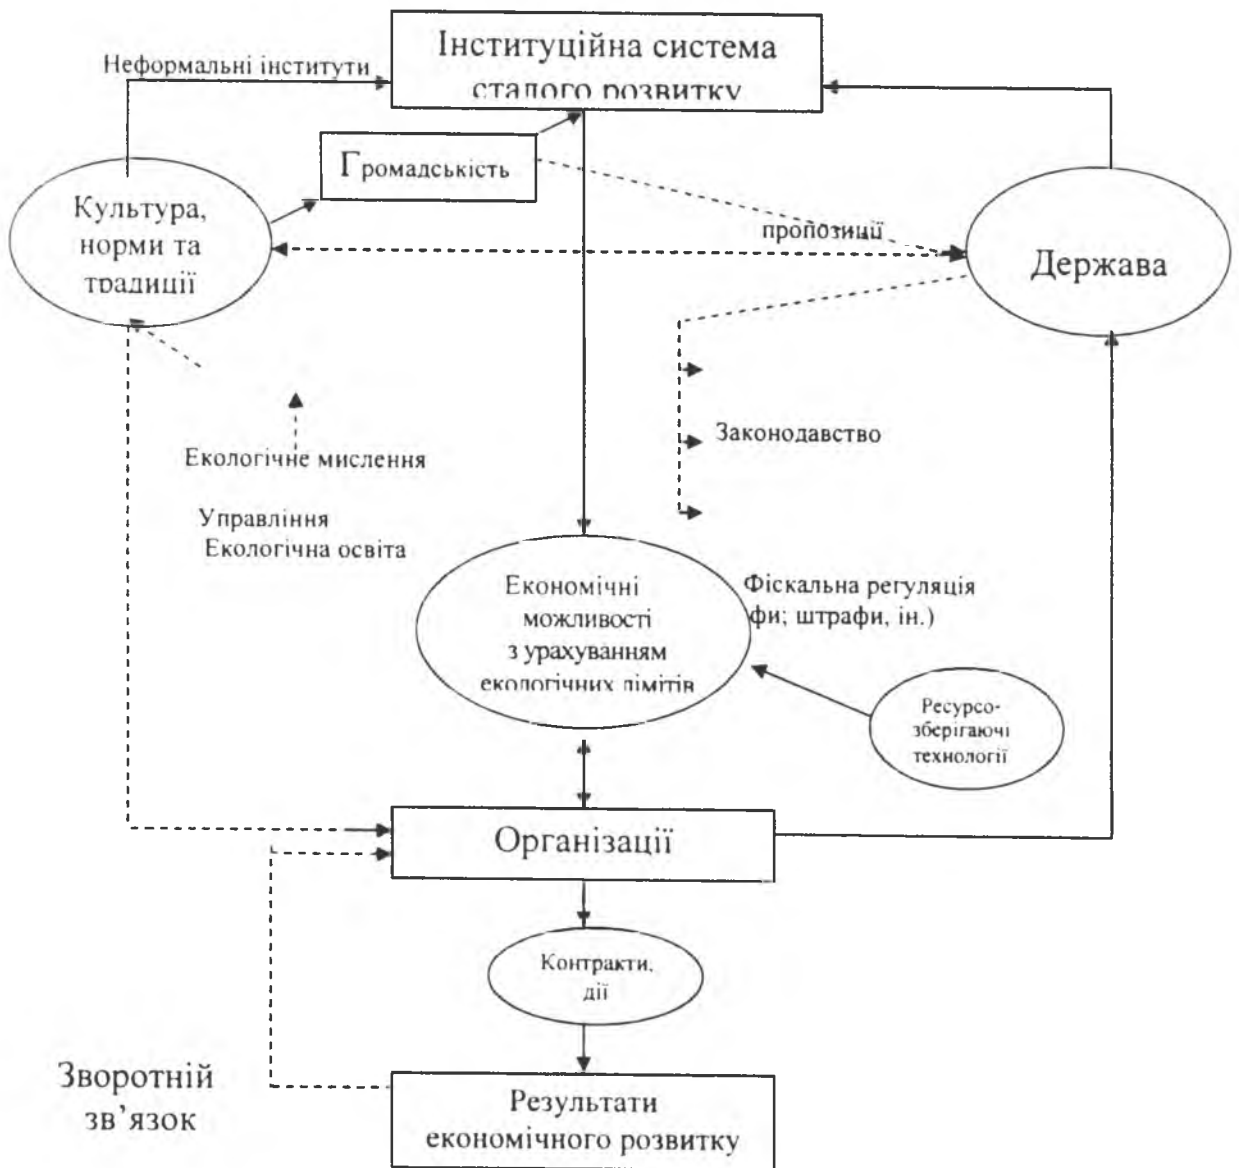 Інституційна система
сталого розвитку
Неформальні інститути
Громадськість
Культура,
норми та
традиції
пропозиції
Держава
Законодавство
Екологічне мислення
Управління
Екологічна освіта
Економічні
можливості
з урахуванням
екологічних лімітів
Фіскальна регуляція
фи; штрафи, ін.)
Ресурсо-
зберігаючі
технології
Організації
Контракти,
дії
Зворотній
зв’язок
Результати
економічного розвитку